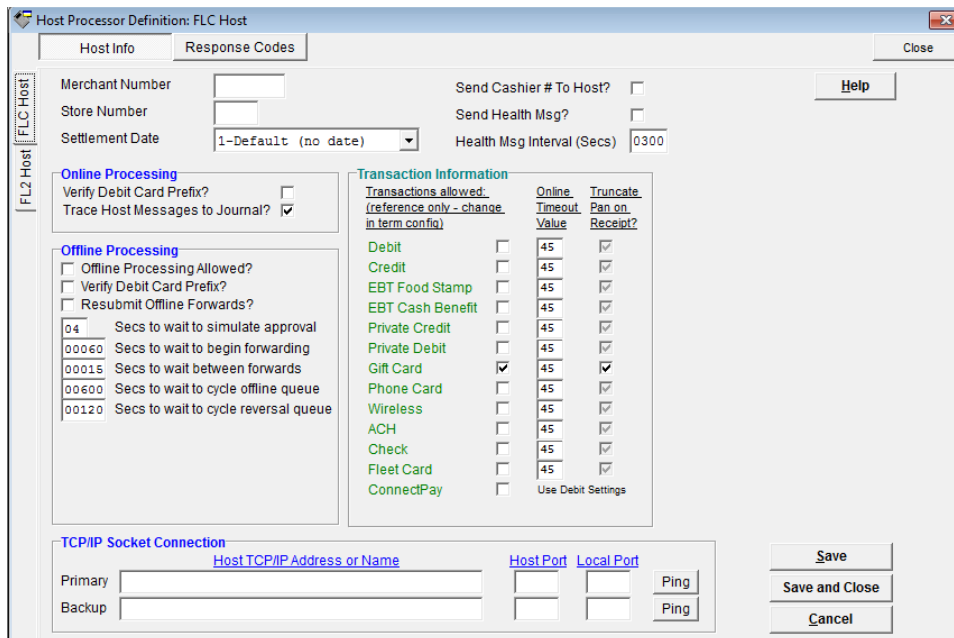 Host Processor Definition: FLC Host
Host Info Response Codes Close
FLC Host
FL2 Host
Merchant Number
Store Number
Settlement Date 1-Default (no date)
Send Cashier # To Host?
Send Health Msg?
Health Msg Interval (Secs) 0300
Help
Online Processing
Verify Debit Card Prefix?
Trace Host Messages to Journal?
Offline Processing
Offline Processing Allowed?
Verify Debit Card Prefix?
Resubmit Offline Forwards?
04 Secs to wait to simulate approval
00060 Secs to wait to begin forwarding
00015 Secs to wait between forwards
00600 Secs to wait to cycle offline queue
00120 Secs to wait to cycle reversal queue
Transaction Information
Transactions allowed: Online Truncate
(reference only - change Timeout Pan on
in term config) Value Receipt?
Debit 45
Credit 45
EBT Food Stamp 45
EBT Cash Benefit 45
Private Credit 45
Private Debit 45
Gift Card 45
Phone Card 45
Wireless 45
ACH 45
Check 45
Fleet Card 45
ConnectPay Use Debit Settings
TCP/IP Socket Connection
Host TCP/IP Address or Name Host Port Local Port
Primary Ping
Backup Ping
Save
Save and Close
Cancel